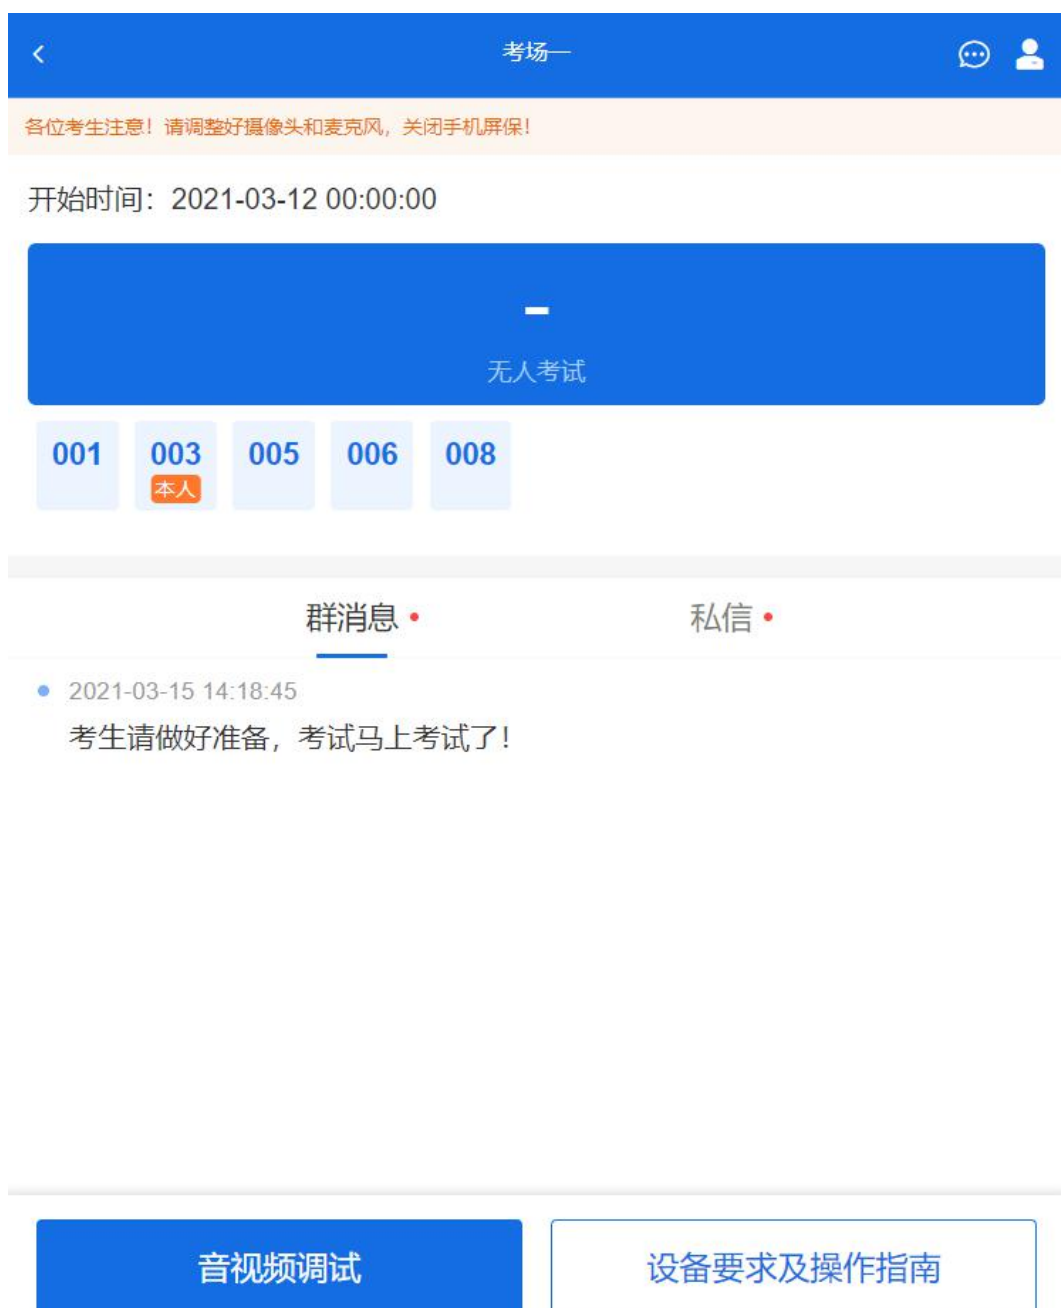 考场一
各位考生注意！请调整好摄像头和麦克风，关闭手机屏保！
开始时间：2021-03-12 00:00:00
-
无人考试
001 003 005 006 008
本人
群消息 私信
2021-03-15 14:18:45
考生请做好准备，考试马上考试了！
音视频调试 设备要求及操作指南